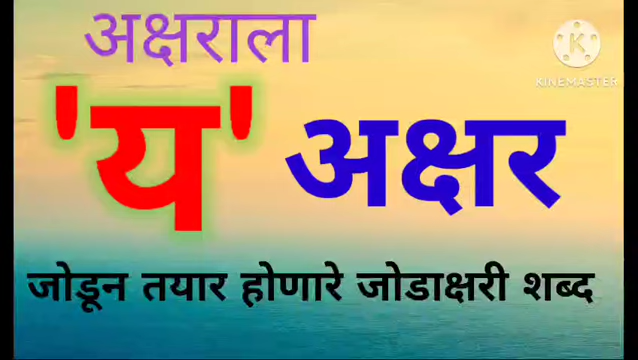 अक्षराला
'य' अक्षर
जोडून तयार होणारे जोडाक्षरी शब्द
K
KINEMASTER